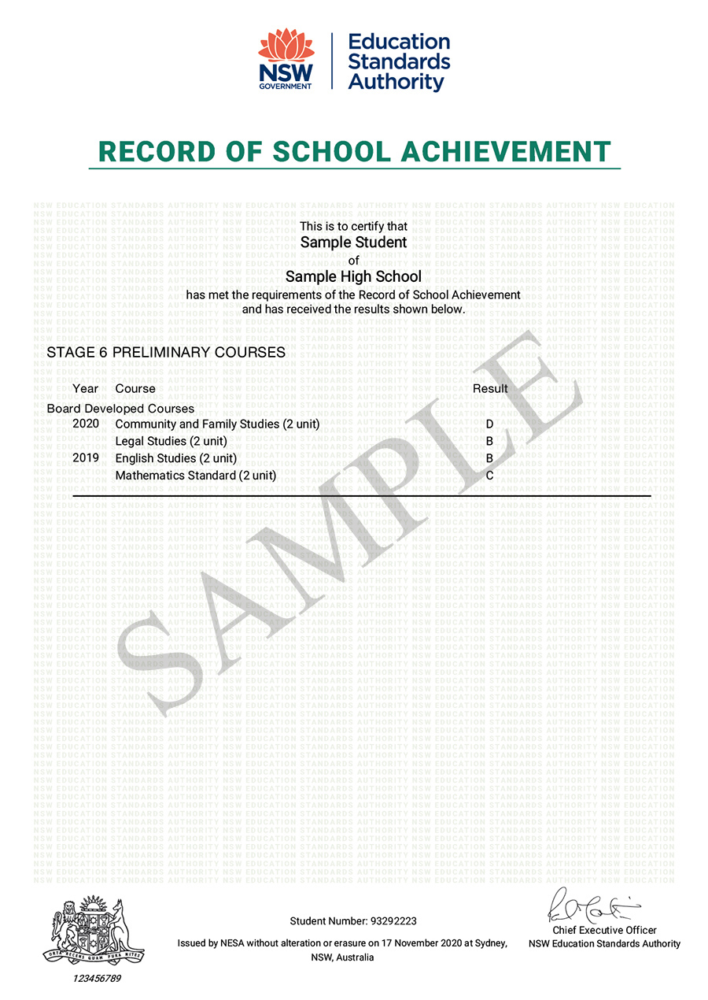 NSW
GOVERNMENT
Education
Standards
Authority
RECORD OF SCHOOL ACHIEVEMENT
This is to certify that
Sample Student
of
Sample High School
has met the requirements of the Record of School Achievement
and has received the results shown below.
STAGE 6 PRELIMINARY COURSES
Year Course Result
Board Developed Courses
2020 Community and Family Studies (2 unit) D
Legal Studies (2 unit) B
2019 English Studies (2 unit) B
Mathematics Standard (2 unit) C
SAMPLE
ORTA RECENS QUAM PURA NITES
123456789
Student Number: 93292223
Issued by NESA without alteration or erasure on 17 November 2020 at Sydney,
NSW, Australia
Chief Executive Officer
NSW Education Standards Authority